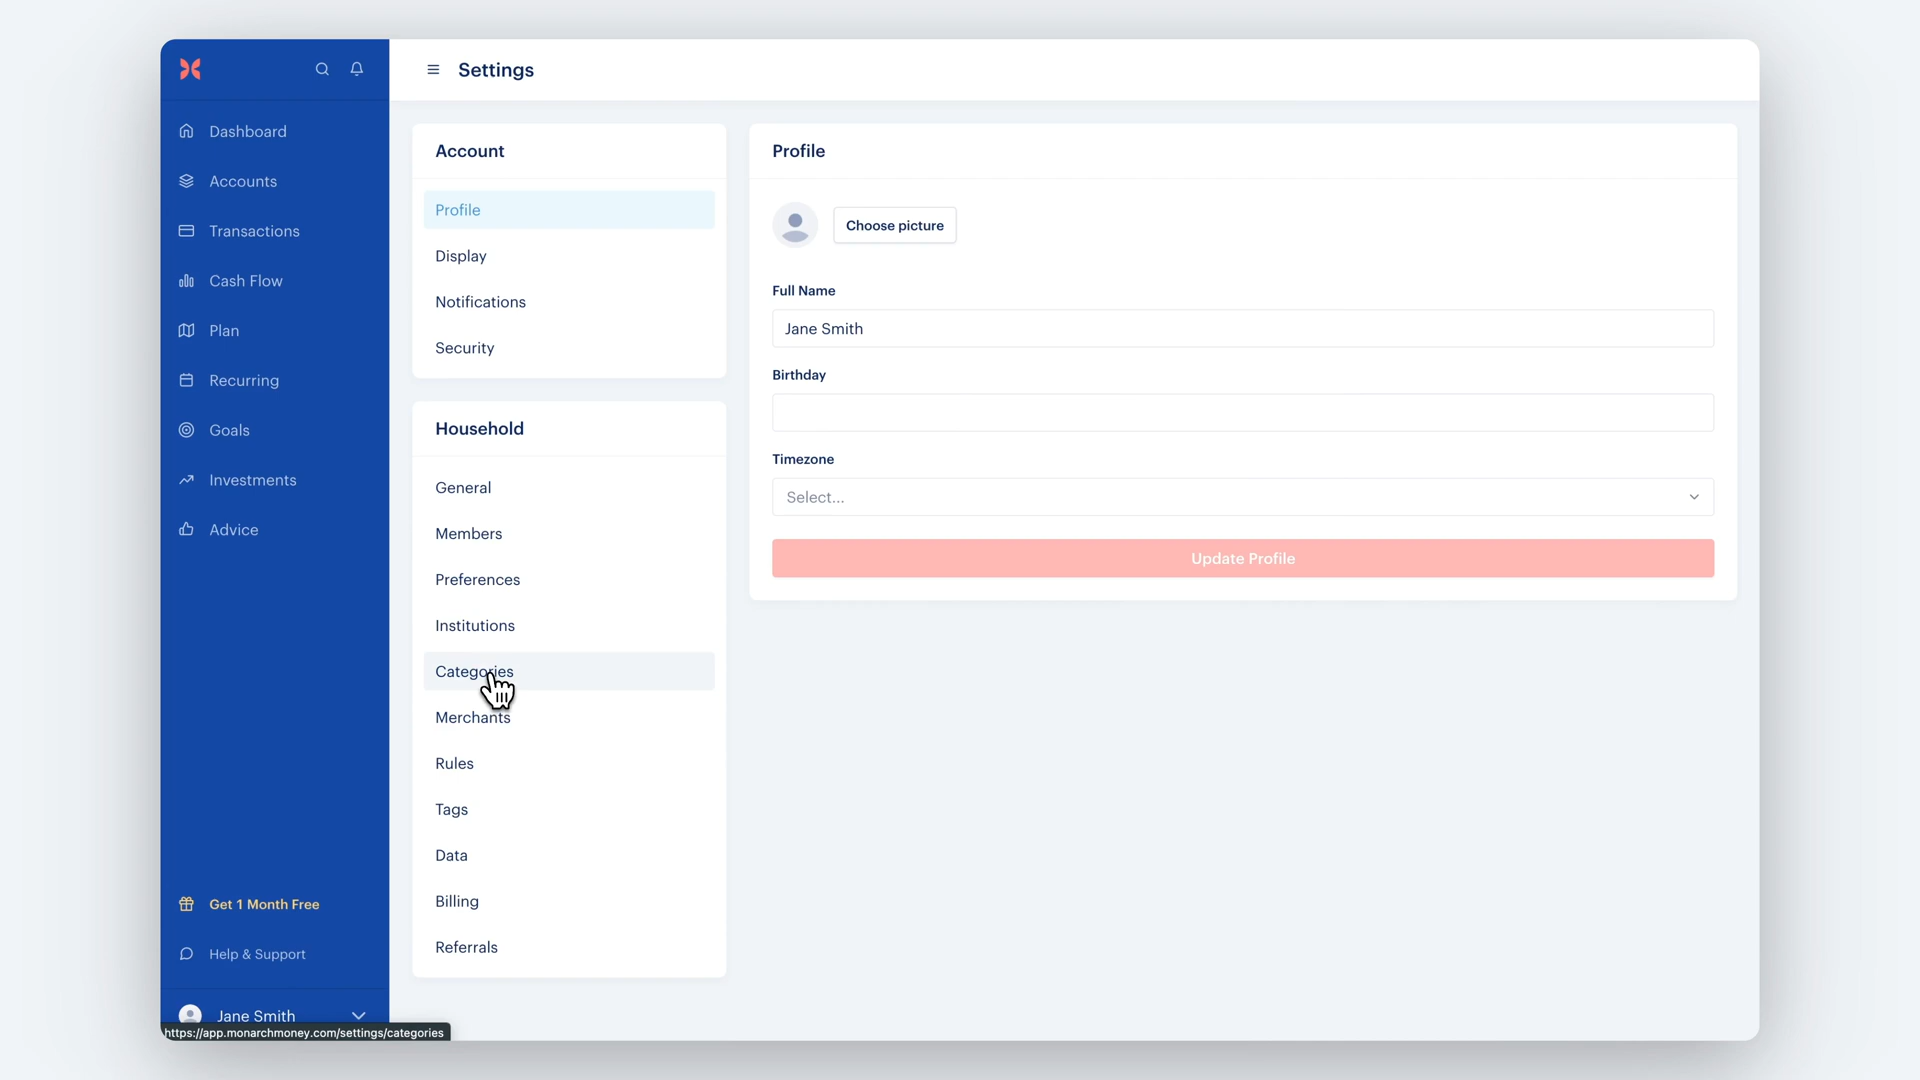 Settings
Dashboard
Accounts
Transactions
Cash Flow
Plan
Recurring
Goals
Investments
Advice
Get 1 Month Free
Help & Support
Jane Smith
https://app.monarchmoney.com/settings/categories
Account
Profile
Display
Notifications
Security
Household
General
Members
Preferences
Institutions
Categories
Merchants
Rules
Tags
Data
Billing
Referrals
Profile
Choose picture
Full Name
Jane Smith
Birthday
Timezone
Select...
Update Profile